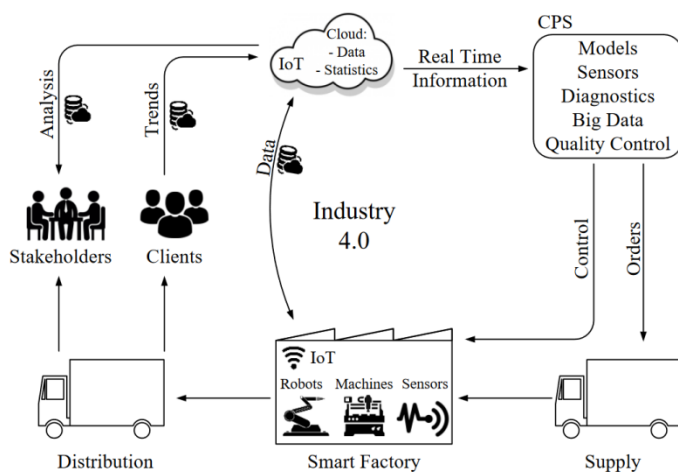 CPS
Cloud:
- Data
- Statistics
IoT
Real Time
Information
Models
Sensors
Diagnostics
Big Data
Quality Control
Analysis
Trends
Data
Industry
4.0
Stakeholders
Clients
Control
Orders
IoT
Robots
Machines
Sensors
Distribution
Smart Factory
Supply